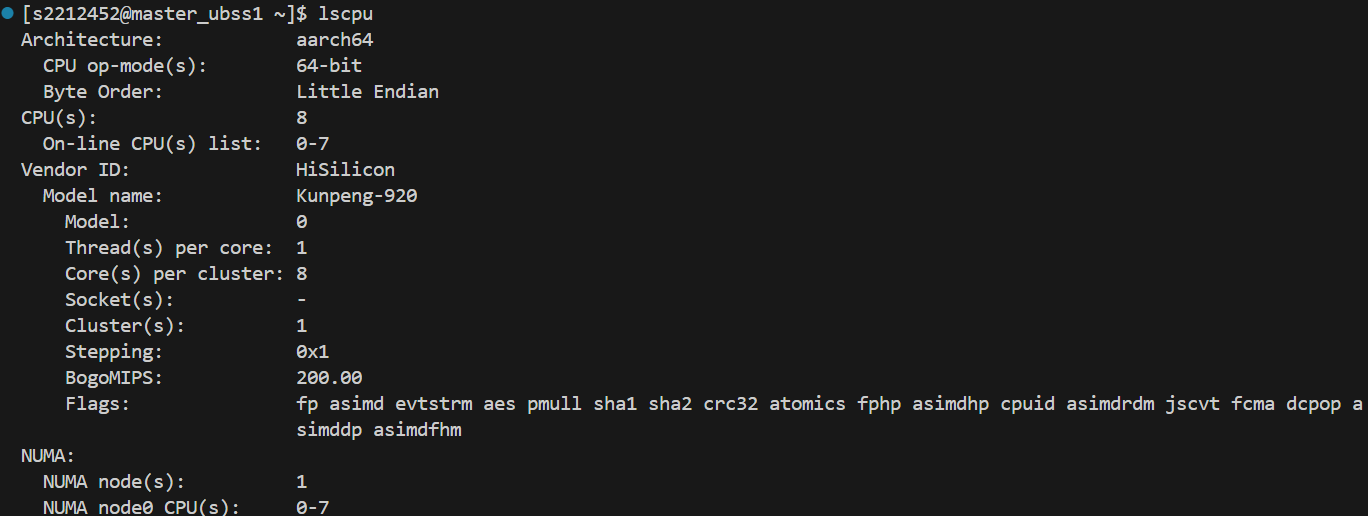 [s2212452@master_ubss1 ~]$ lscpu
Architecture: aarch64
CPU op-mode(s): 64-bit
Byte Order: Little Endian
CPU(s): 8
On-line CPU(s) list: 0-7
Vendor ID: HiSilicon
Model name: Kunpeng-920
Model: 0
Thread(s) per core: 1
Core(s) per cluster: 8
Socket(s): -
Cluster(s): 1
Stepping: 0x1
BogoMIPS: 200.00
Flags: fp asimd evtstrm aes pmull sha1 sha2 crc32 atomics fphp asimdhp cpuid asimdrdm jscvt fcma dcpop a
simddp asimdfhm
NUMA:
NUMA node(s): 1
NUMA node0 CPU(s): 0-7